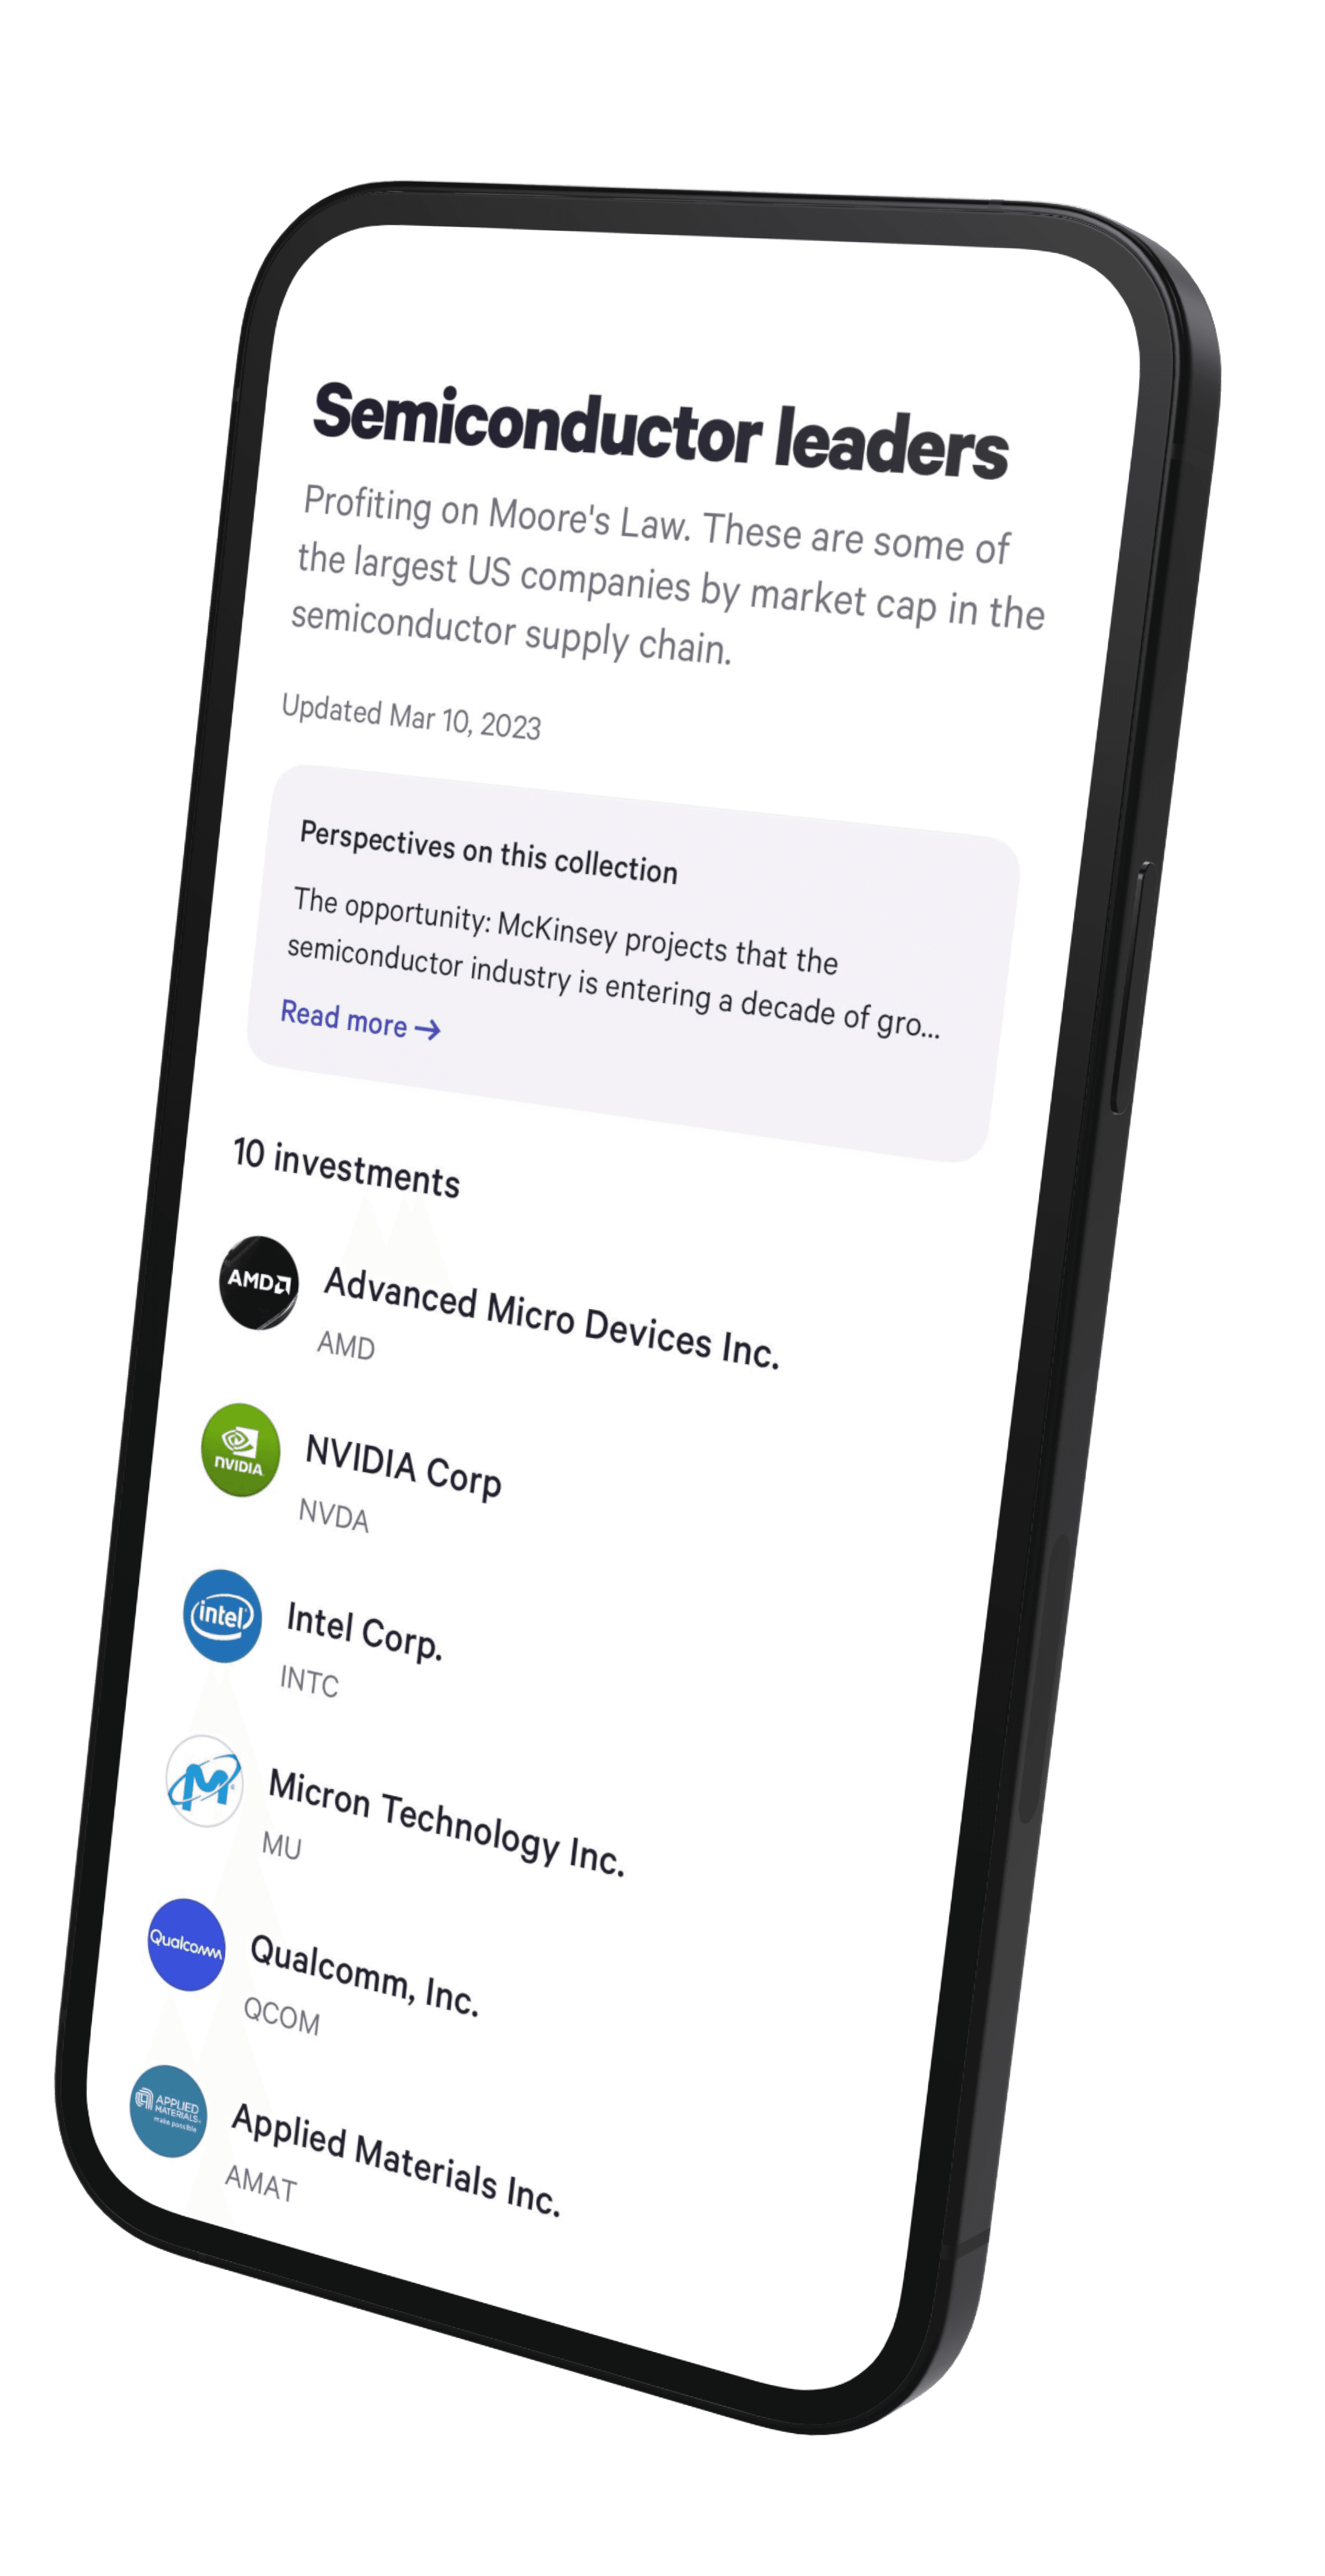 Semiconductor leaders
Profiting on Moore's Law. These are some of
the largest US companies by market cap in the
semiconductor supply chain.
Updated Mar 10, 2023
Perspectives on this collection
The opportunity: McKinsey projects that the
semiconductor industry is entering a decade of gro...
Read more →
10 investments
AMD
Advanced Micro Devices Inc.
AMD
NVIDIA
NVIDIA Corp
NVDA
intel
Intel Corp.
INTC
M
Micron Technology Inc.
MU
Qualcomm
Qualcomm, Inc.
QCOM
APPLIED
MATERIALS
make possible
Applied Materials Inc.
AMAT